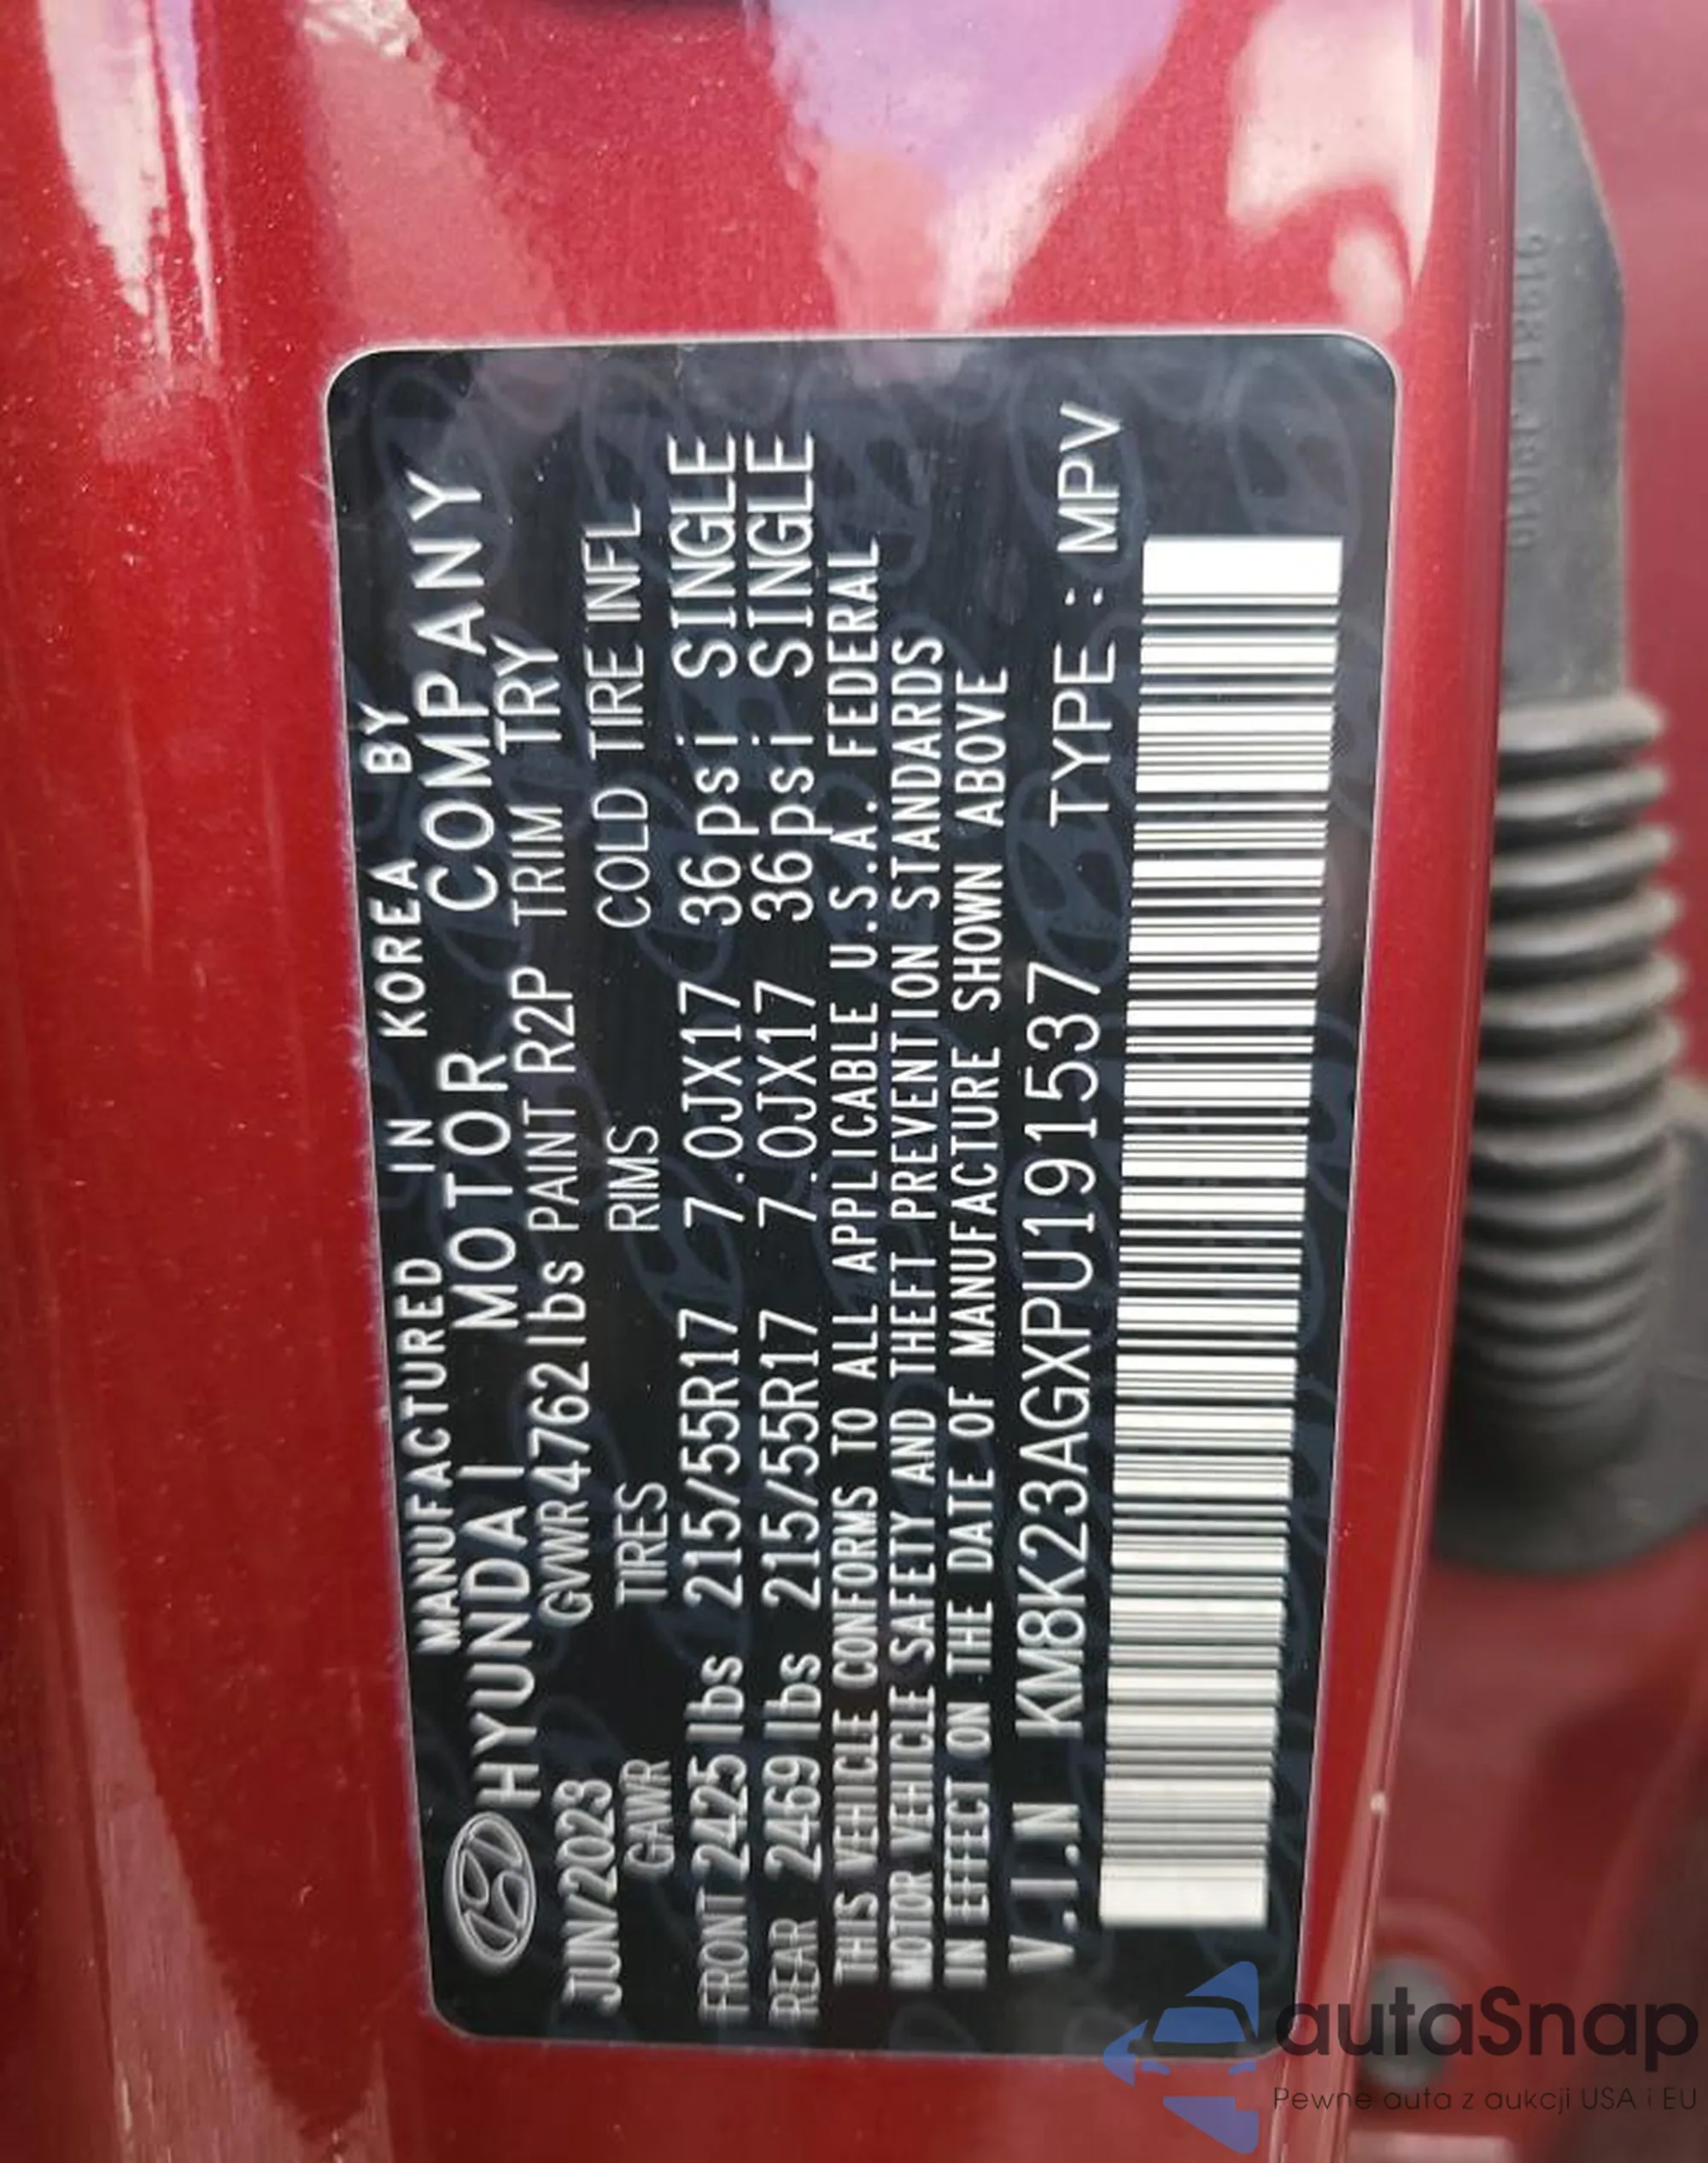 MANUFACTURED IN KOREA BY
HYUNDAI MOTOR COMPANY
JUN/2023 GVWR4762lbs PAINT R2P TRIM TRY
GAWR TIRES RIMS COLD TIRE INFL
FRONT 2425lbs 215/55R17 7.0JX17 36psi SINGLE
REAR 2469lbs 215/55R17 7.0JX17 36psi SINGLE
THIS VEHICLE CONFORMS TO ALL APPLICABLE U.S.A. FEDERAL
MOTOR VEHICLE SAFETY AND THEFT PREVENTION STANDARDS
IN EFFECT ON THE DATE OF MANUFACTURE SHOWN ABOVE
V.I.N KM8K23AGXPU191537 TYPE : MPV
autaSnap
Pewne auta z aukcji USA i EU